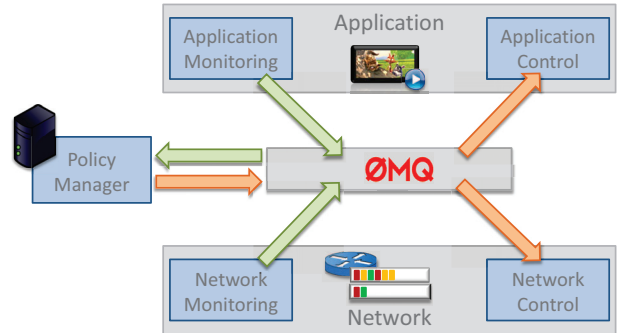 Application
Monitoring
Application
Application
Control
Policy
Manager
ØMQ
Network
Monitoring
Network
Network
Control